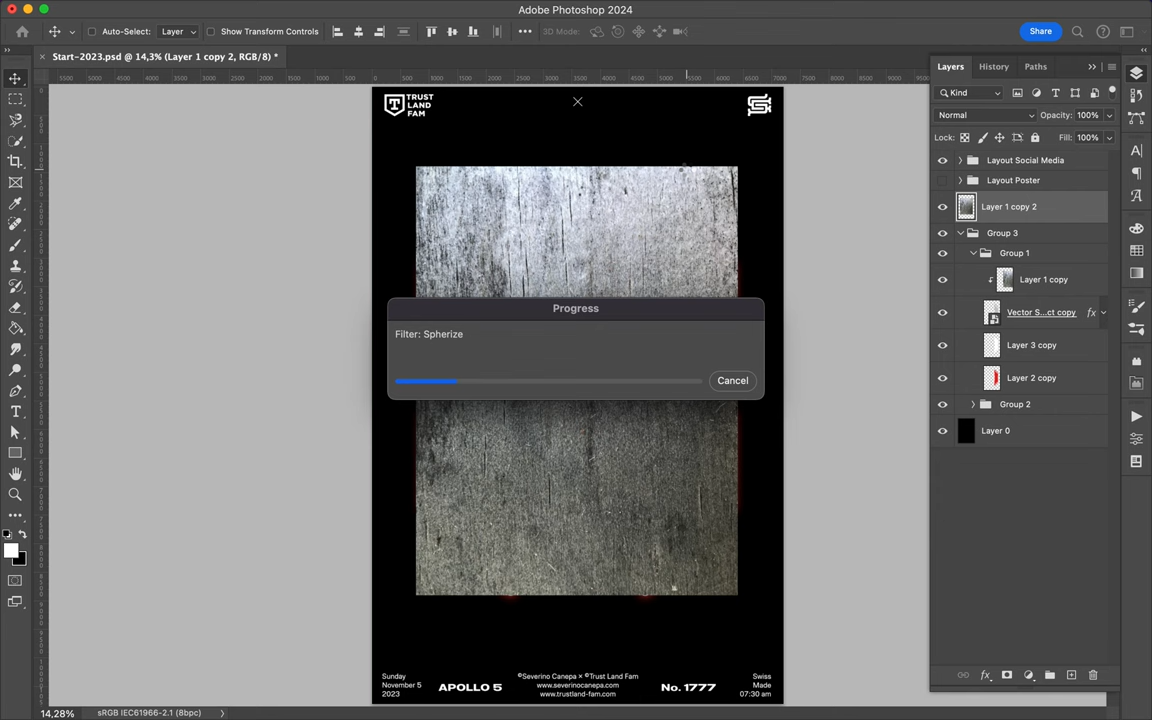 Adobe Photoshop 2024
Auto-Select:
Layer
Show Transform Controls
3D Mode:
Share
Start-2023.psd @ 14,3% (Layer 1 copy 2, RGB/8) *
Layers
History
Paths
Kind
Normal
Opacity:
100%
Lock:
Fill:
100%
Layout Social Media
Layout Poster
Layer 1 copy 2
Group 3
Group 1
Layer 1 copy
Vector S...ct copy
fx
Layer 3 copy
Layer 2 copy
Group 2
Layer 0
TRUST
LAND
FAM
Progress
Filter: Spherize
Cancel
Sunday
November 5
2023
APOLLO 5
©Severino Canepa × ©Trust Land Fam
www.severinocanepa.com
www.trustland-fam.com
No. 1777
Swiss
Made
07:30 am
14,28%
sRGB IEC61966-2.1 (8bpc)